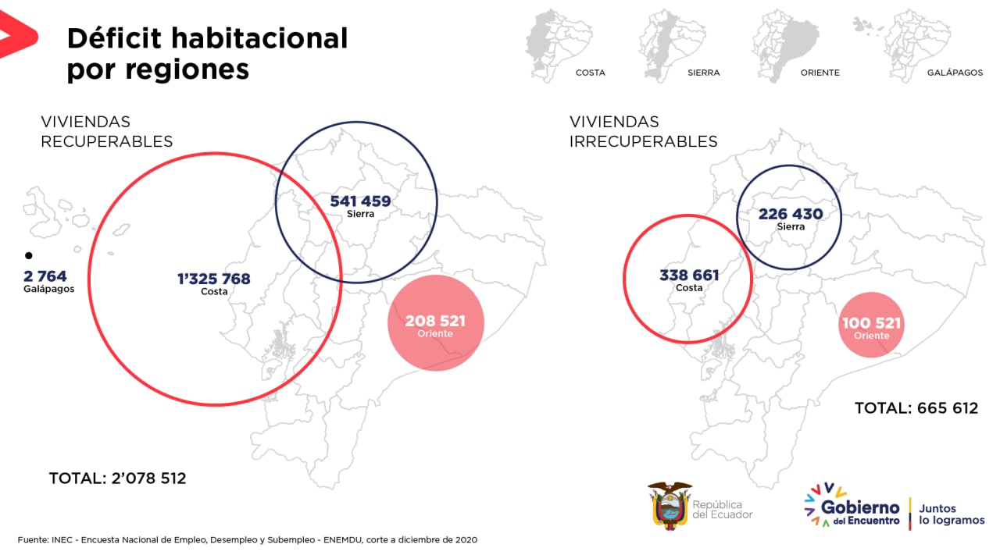 Déficit habitacional
por regiones
COSTA
SIERRA
ORIENTE
GALÁPAGOS
VIVIENDAS
RECUPERABLES
541 459
Sierra
2 764
Galápagos
1’325 768
Costa
208 521
Oriente
TOTAL: 2’078 512
VIVIENDAS
IRRECUPERABLES
226 430
Sierra
338 661
Costa
100 521
Oriente
TOTAL: 665 612
República
del Ecuador
Gobierno
del Encuentro
Juntos
lo logramos
Fuente: INEC - Encuesta Nacional de Empleo, Desempleo y Subempleo - ENEMDU, corte a diciembre de 2020